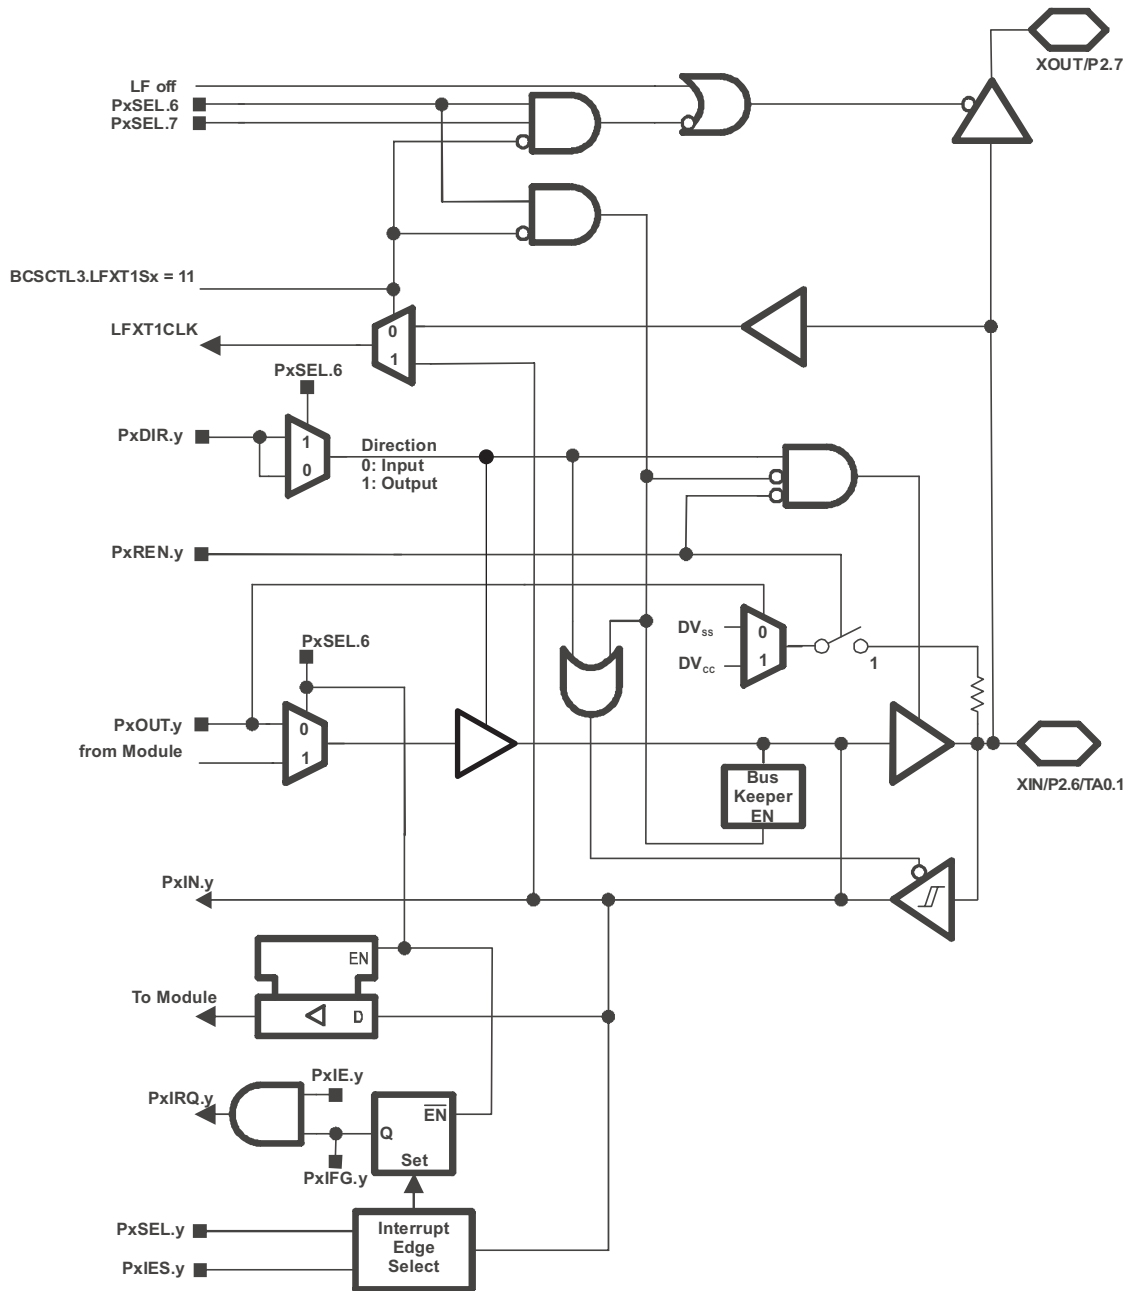 XOUT/P2.7
LF off
PxSEL.6
PxSEL.7
BCSCTL3.LFXT1Sx = 11
LFXT1CLK
0
1
PxSEL.6
PxDIR.y
1
0
Direction
0: Input
1: Output
PxREN.y
DVss
DVcc
0
1
1
PxSEL.6
PxOUT.y
from Module
0
1
Bus
Keeper
EN
XIN/P2.6/TA0.1
PxIN.y
EN
To Module
D
PxIE.y
PxIRQ.y
EN
Q
Set
PxIFG.y
PxSEL.y
PxIES.y
Interrupt
Edge
Select